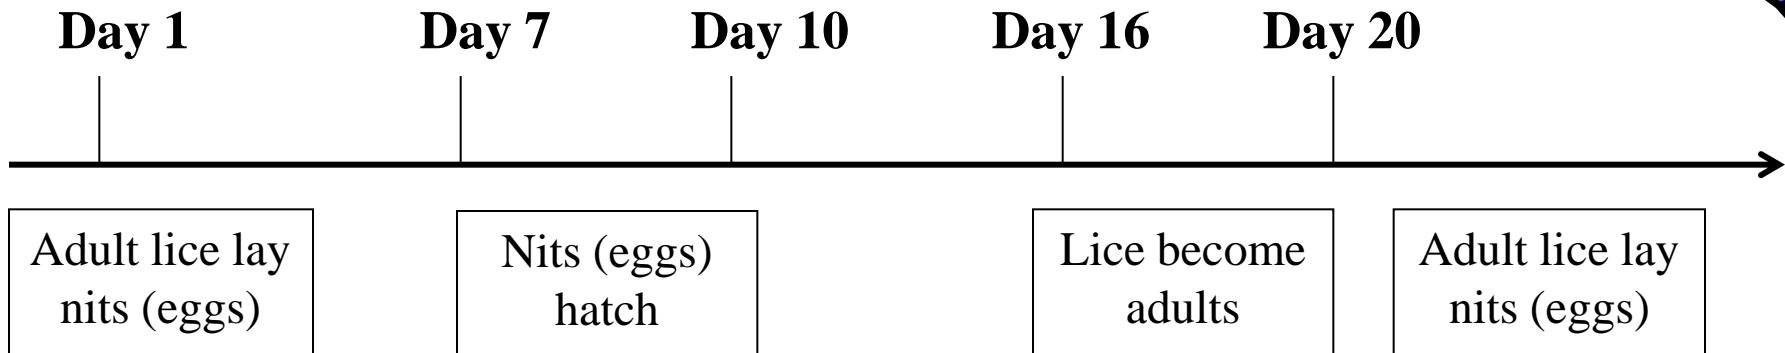 Day 1 Day 7 Day 10 Day 16 Day 20
Adult lice lay
nits (eggs)
Nits (eggs)
hatch
Lice become
adults
Adult lice lay
nits (eggs)